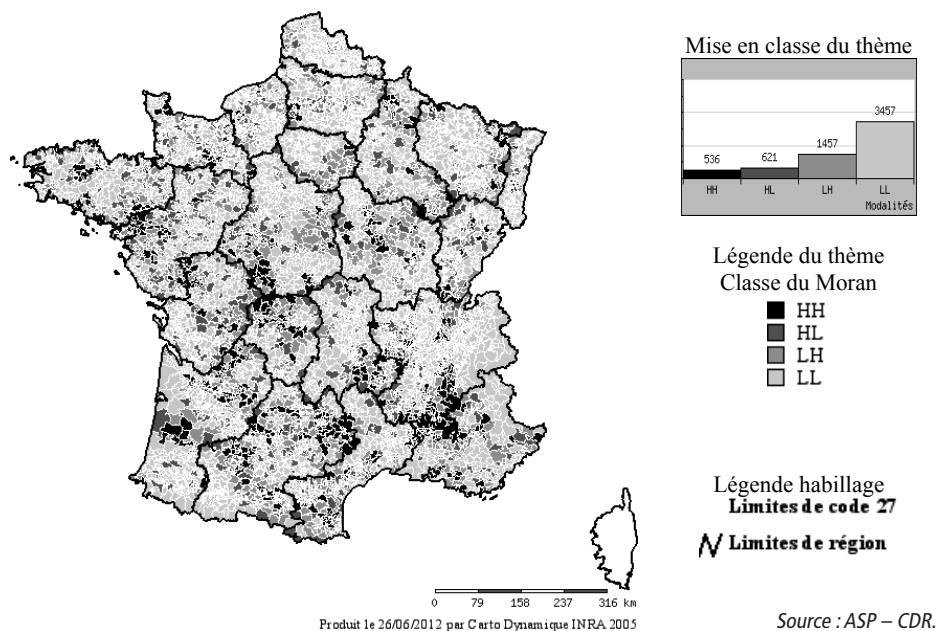 Mise en classe du thème
3457
1457
536
621
HH
HL
LH
LL
Modalités
Légende du thème
Classe du Moran
HH
HL
LH
LL
Légende habillage
Limites de code 27
Limites de région
0 79 158 237 316 km
Produit le 26/06/2012 par Carto Dynamique INRA 2005
Source : ASP – CDR.